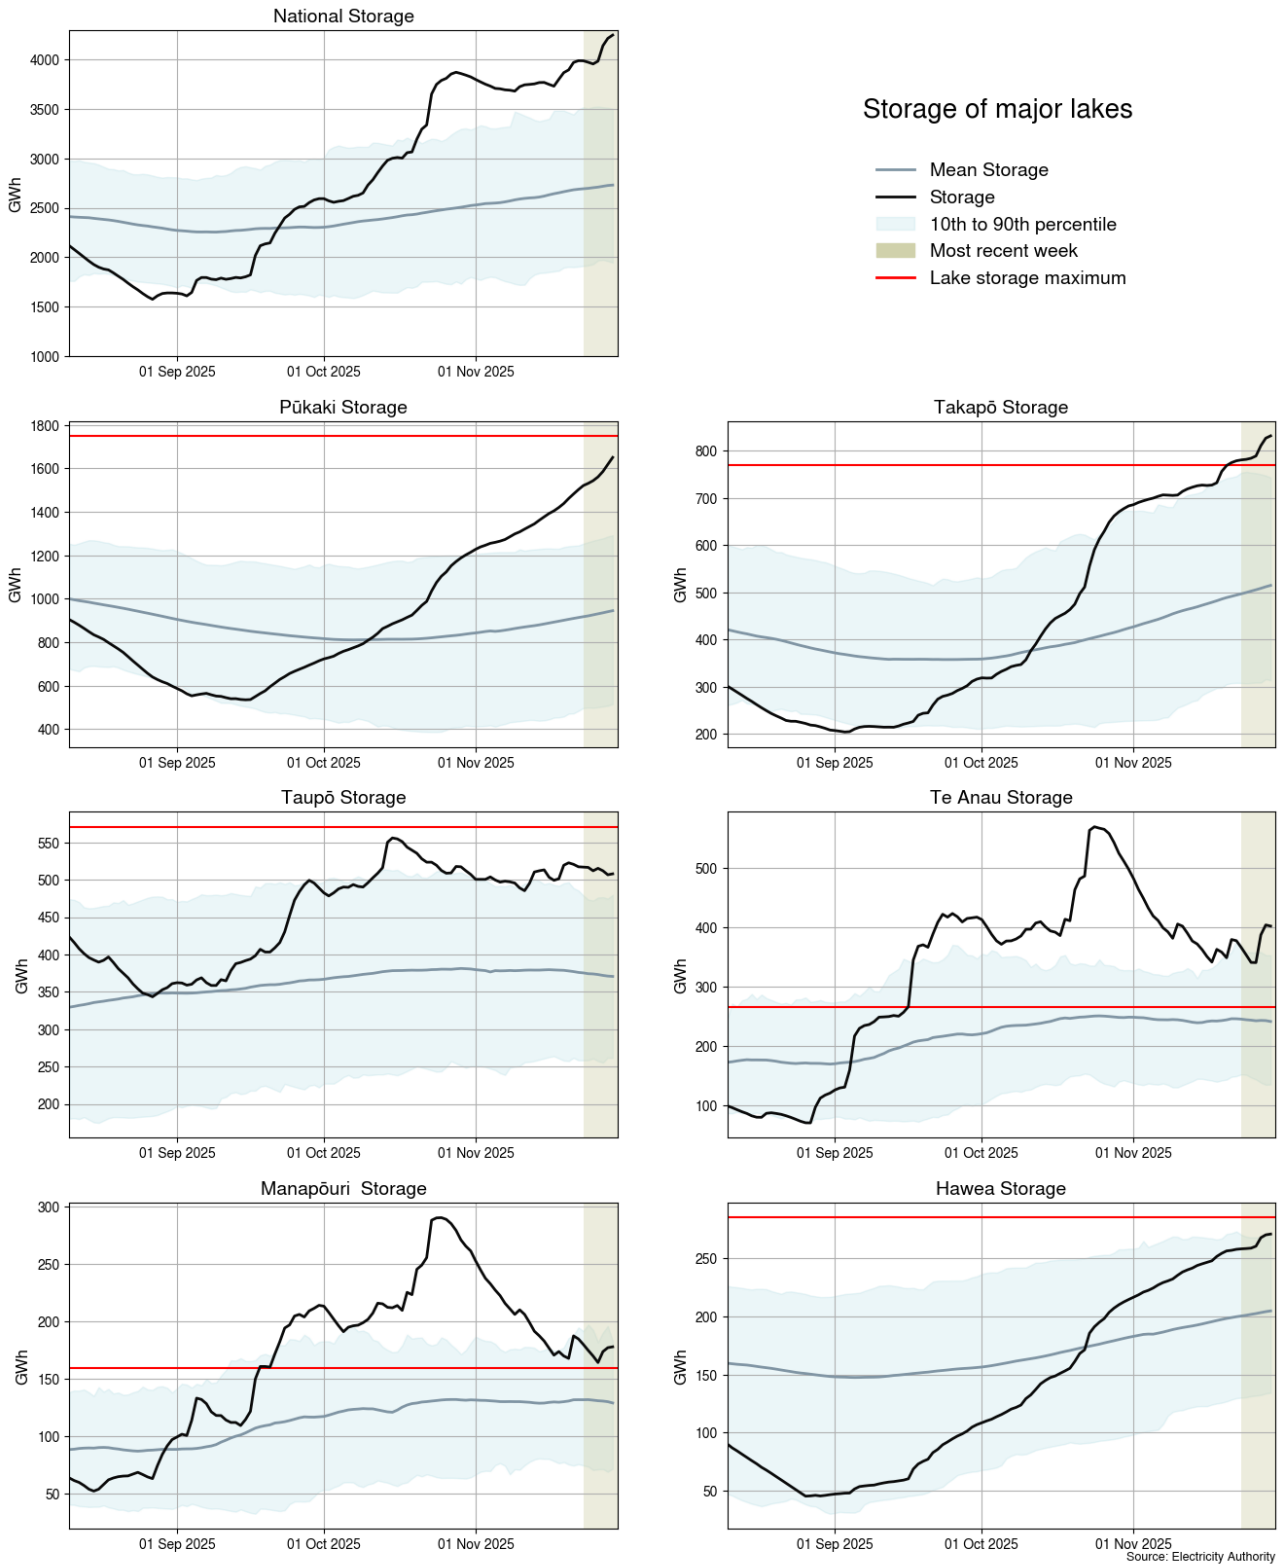 National Storage
GWh
4000
3500
3000
2500
2000
1500
1000
01 Sep 2025
01 Oct 2025
01 Nov 2025
Storage of major lakes
Mean Storage
Storage
10th to 90th percentile
Most recent week
Lake storage maximum
Pūkaki Storage
GWh
1800
1600
1400
1200
1000
800
600
400
01 Sep 2025
01 Oct 2025
01 Nov 2025
Takapō Storage
GWh
800
700
600
500
400
300
200
01 Sep 2025
01 Oct 2025
01 Nov 2025
Taupō Storage
GWh
550
500
450
400
350
300
250
200
01 Sep 2025
01 Oct 2025
01 Nov 2025
Te Anau Storage
GWh
500
400
300
200
100
01 Sep 2025
01 Oct 2025
01 Nov 2025
Manapōuri  Storage
GWh
300
250
200
150
100
50
01 Sep 2025
01 Oct 2025
01 Nov 2025
Hawea Storage
GWh
250
200
150
100
50
01 Sep 2025
01 Oct 2025
01 Nov 2025
Source: Electricity Authority